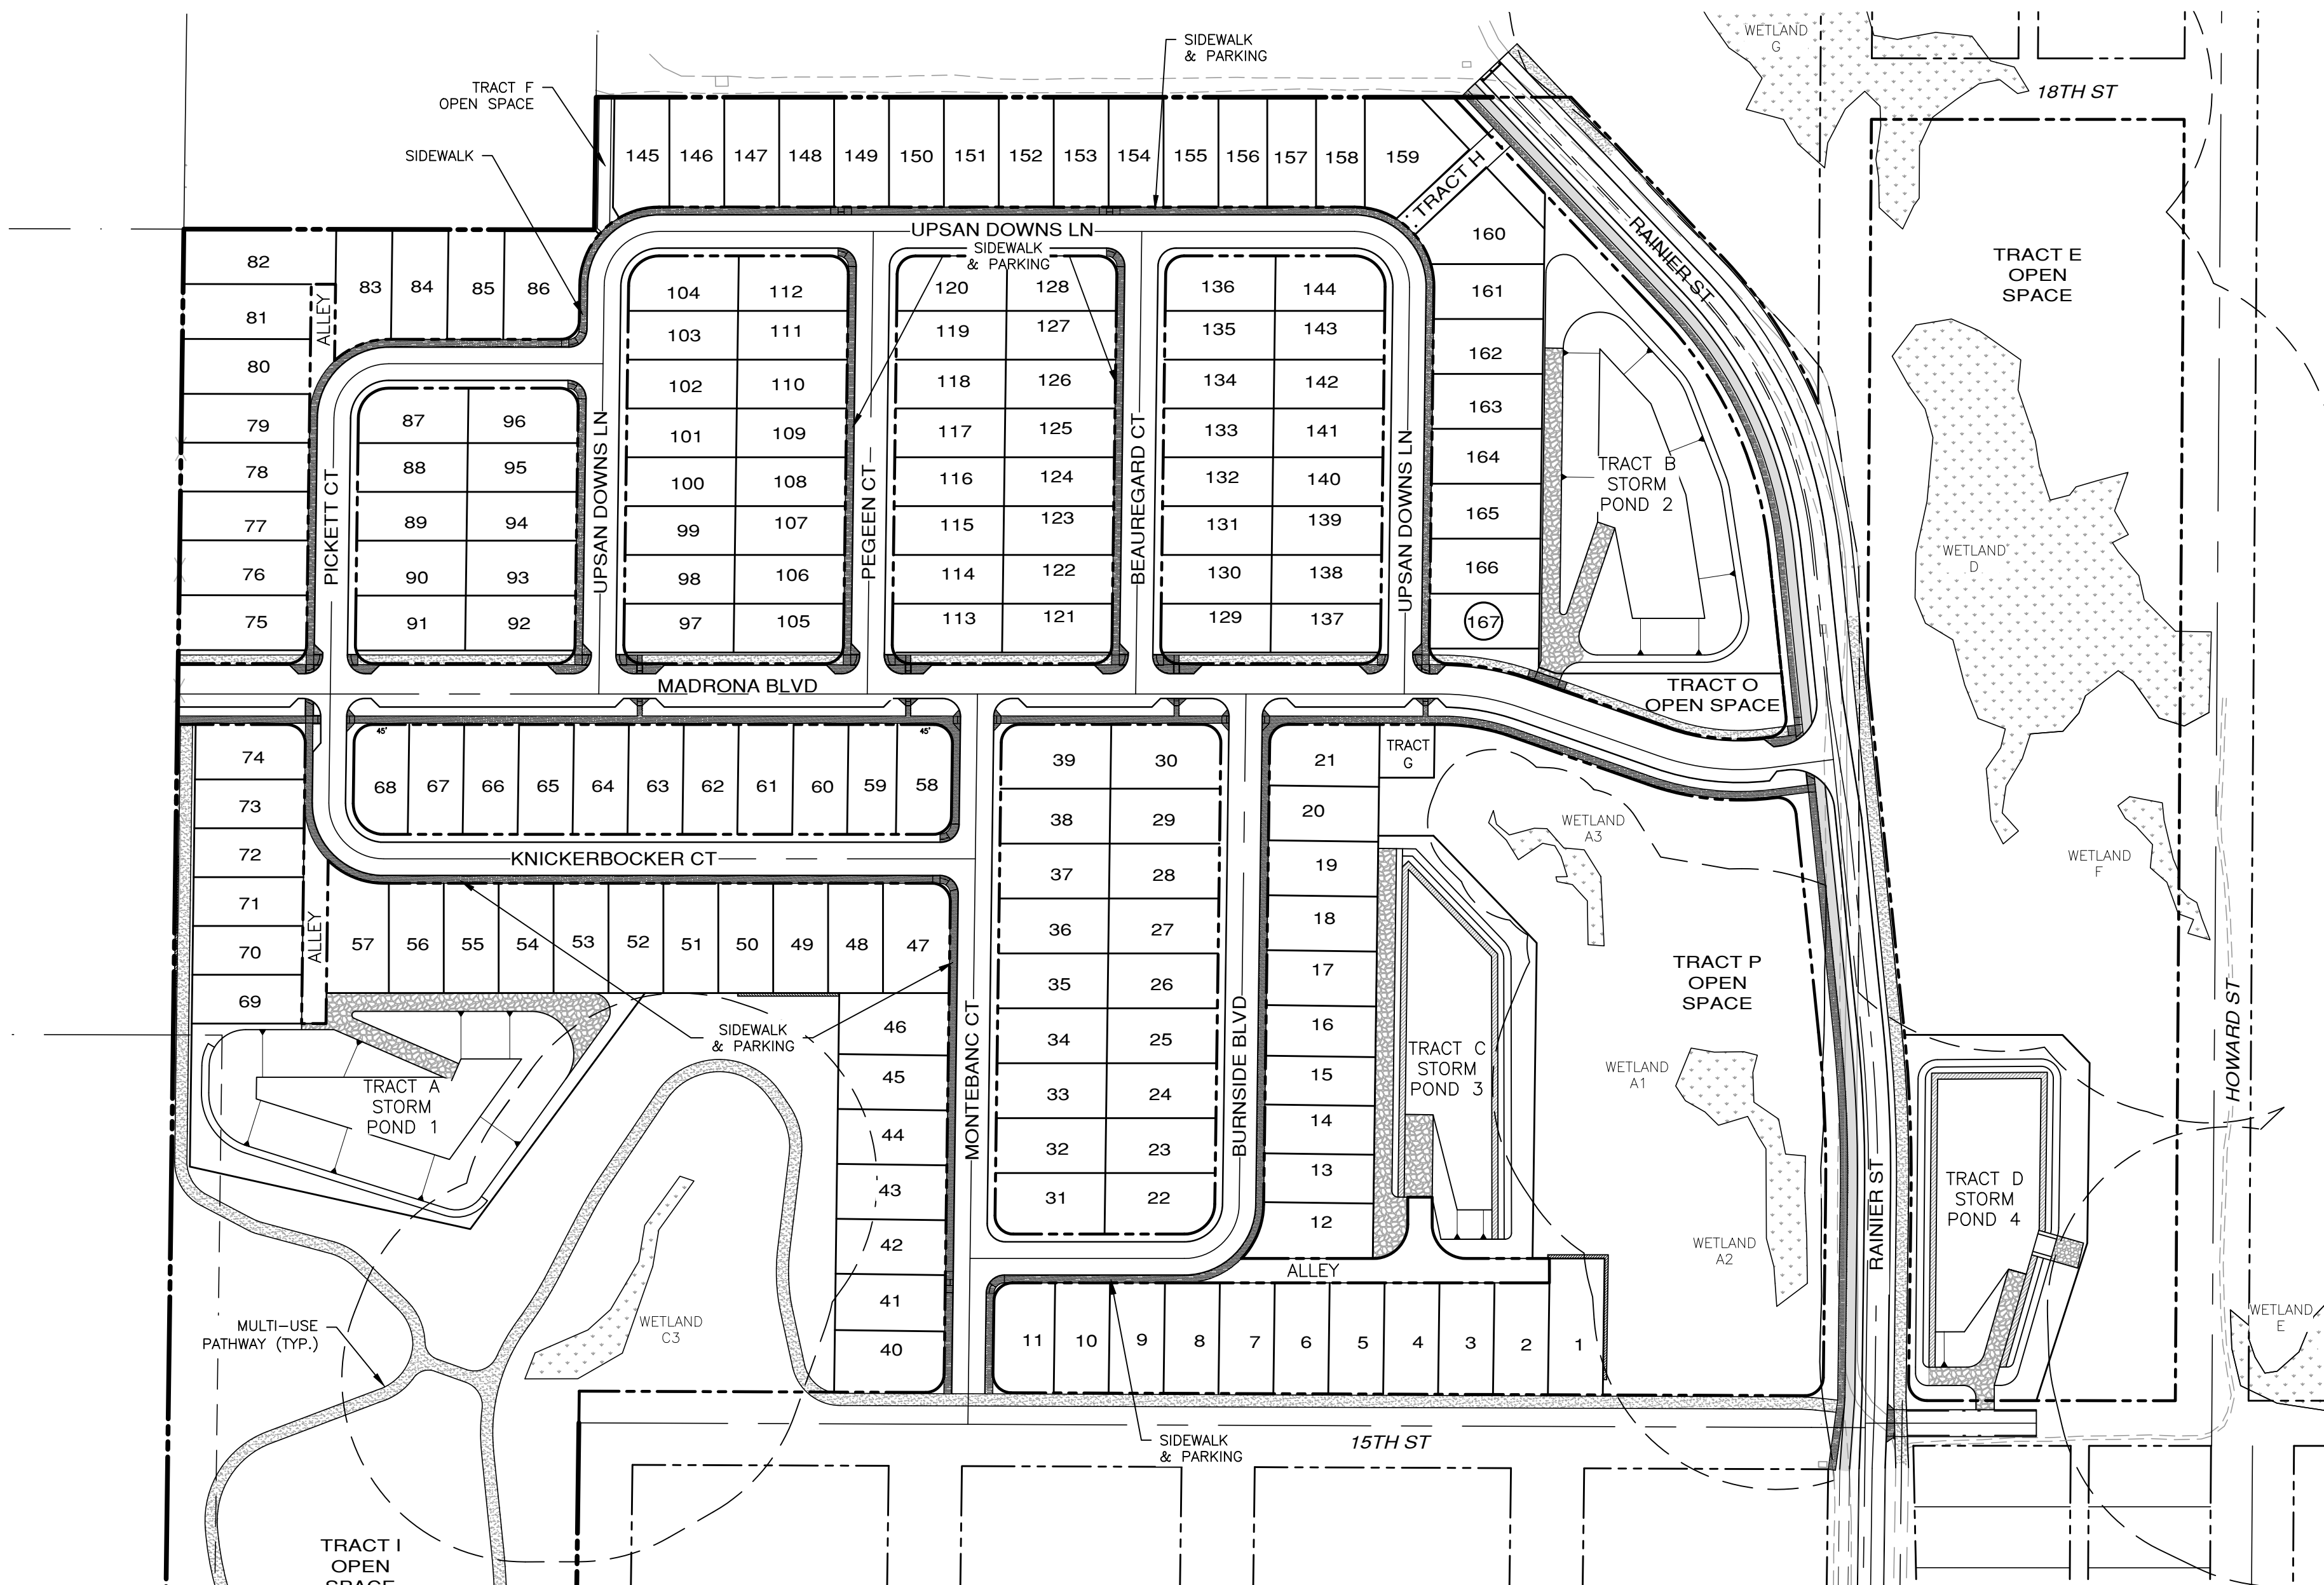 WETLAND
G
18TH ST
SIDEWALK
& PARKING
TRACT F
OPEN SPACE
SIDEWALK
145
146
147
148
149
150
151
152
153
154
155
156
157
158
159
TRACT H
RAINIER ST
TRACT E
OPEN
SPACE
UPSAN DOWNS LN
SIDEWALK
& PARKING
82
81
80
79
78
77
76
75
ALLEY
83
84
85
86
PICKETT CT
87
88
89
90
91
96
95
94
93
92
UPSAN DOWNS LN
104
103
102
101
100
99
98
97
112
111
110
109
108
107
106
105
PEGEEN CT
120
119
118
117
116
115
114
113
128
127
126
125
124
123
122
121
BEAUREGARD CT
136
135
134
133
132
131
130
129
144
143
142
141
140
139
138
137
UPSAN DOWNS LN
160
161
162
163
164
165
166
167
TRACT B
STORM
POND 2
WETLAND
D
MADRONA BLVD
TRACT O
OPEN SPACE
74
73
72
71
70
69
ALLEY
45'
45'
68
67
66
65
64
63
62
61
60
59
58
KNICKERBOCKER CT
57
56
55
54
53
52
51
50
49
48
47
SIDEWALK
& PARKING
46
45
44
43
42
41
40
MONTEBANC CT
39
38
37
36
35
34
33
32
31
30
29
28
27
26
25
24
23
22
BURNSIDE BLVD
21
20
19
18
17
16
15
14
13
12
TRACT
G
WETLAND
A3
WETLAND
F
TRACT P
OPEN
SPACE
HOWARD ST
TRACT C
STORM
POND 3
WETLAND
A1
WETLAND
A2
RAINIER ST
TRACT D
STORM
POND 4
WETLAND
E
TRACT A
STORM
POND 1
WETLAND
C3
MULTI-USE
PATHWAY (TYP.)
ALLEY
11
10
9
8
7
6
5
4
3
2
1
SIDEWALK
& PARKING
15TH ST
TRACT I
OPEN
SPACE